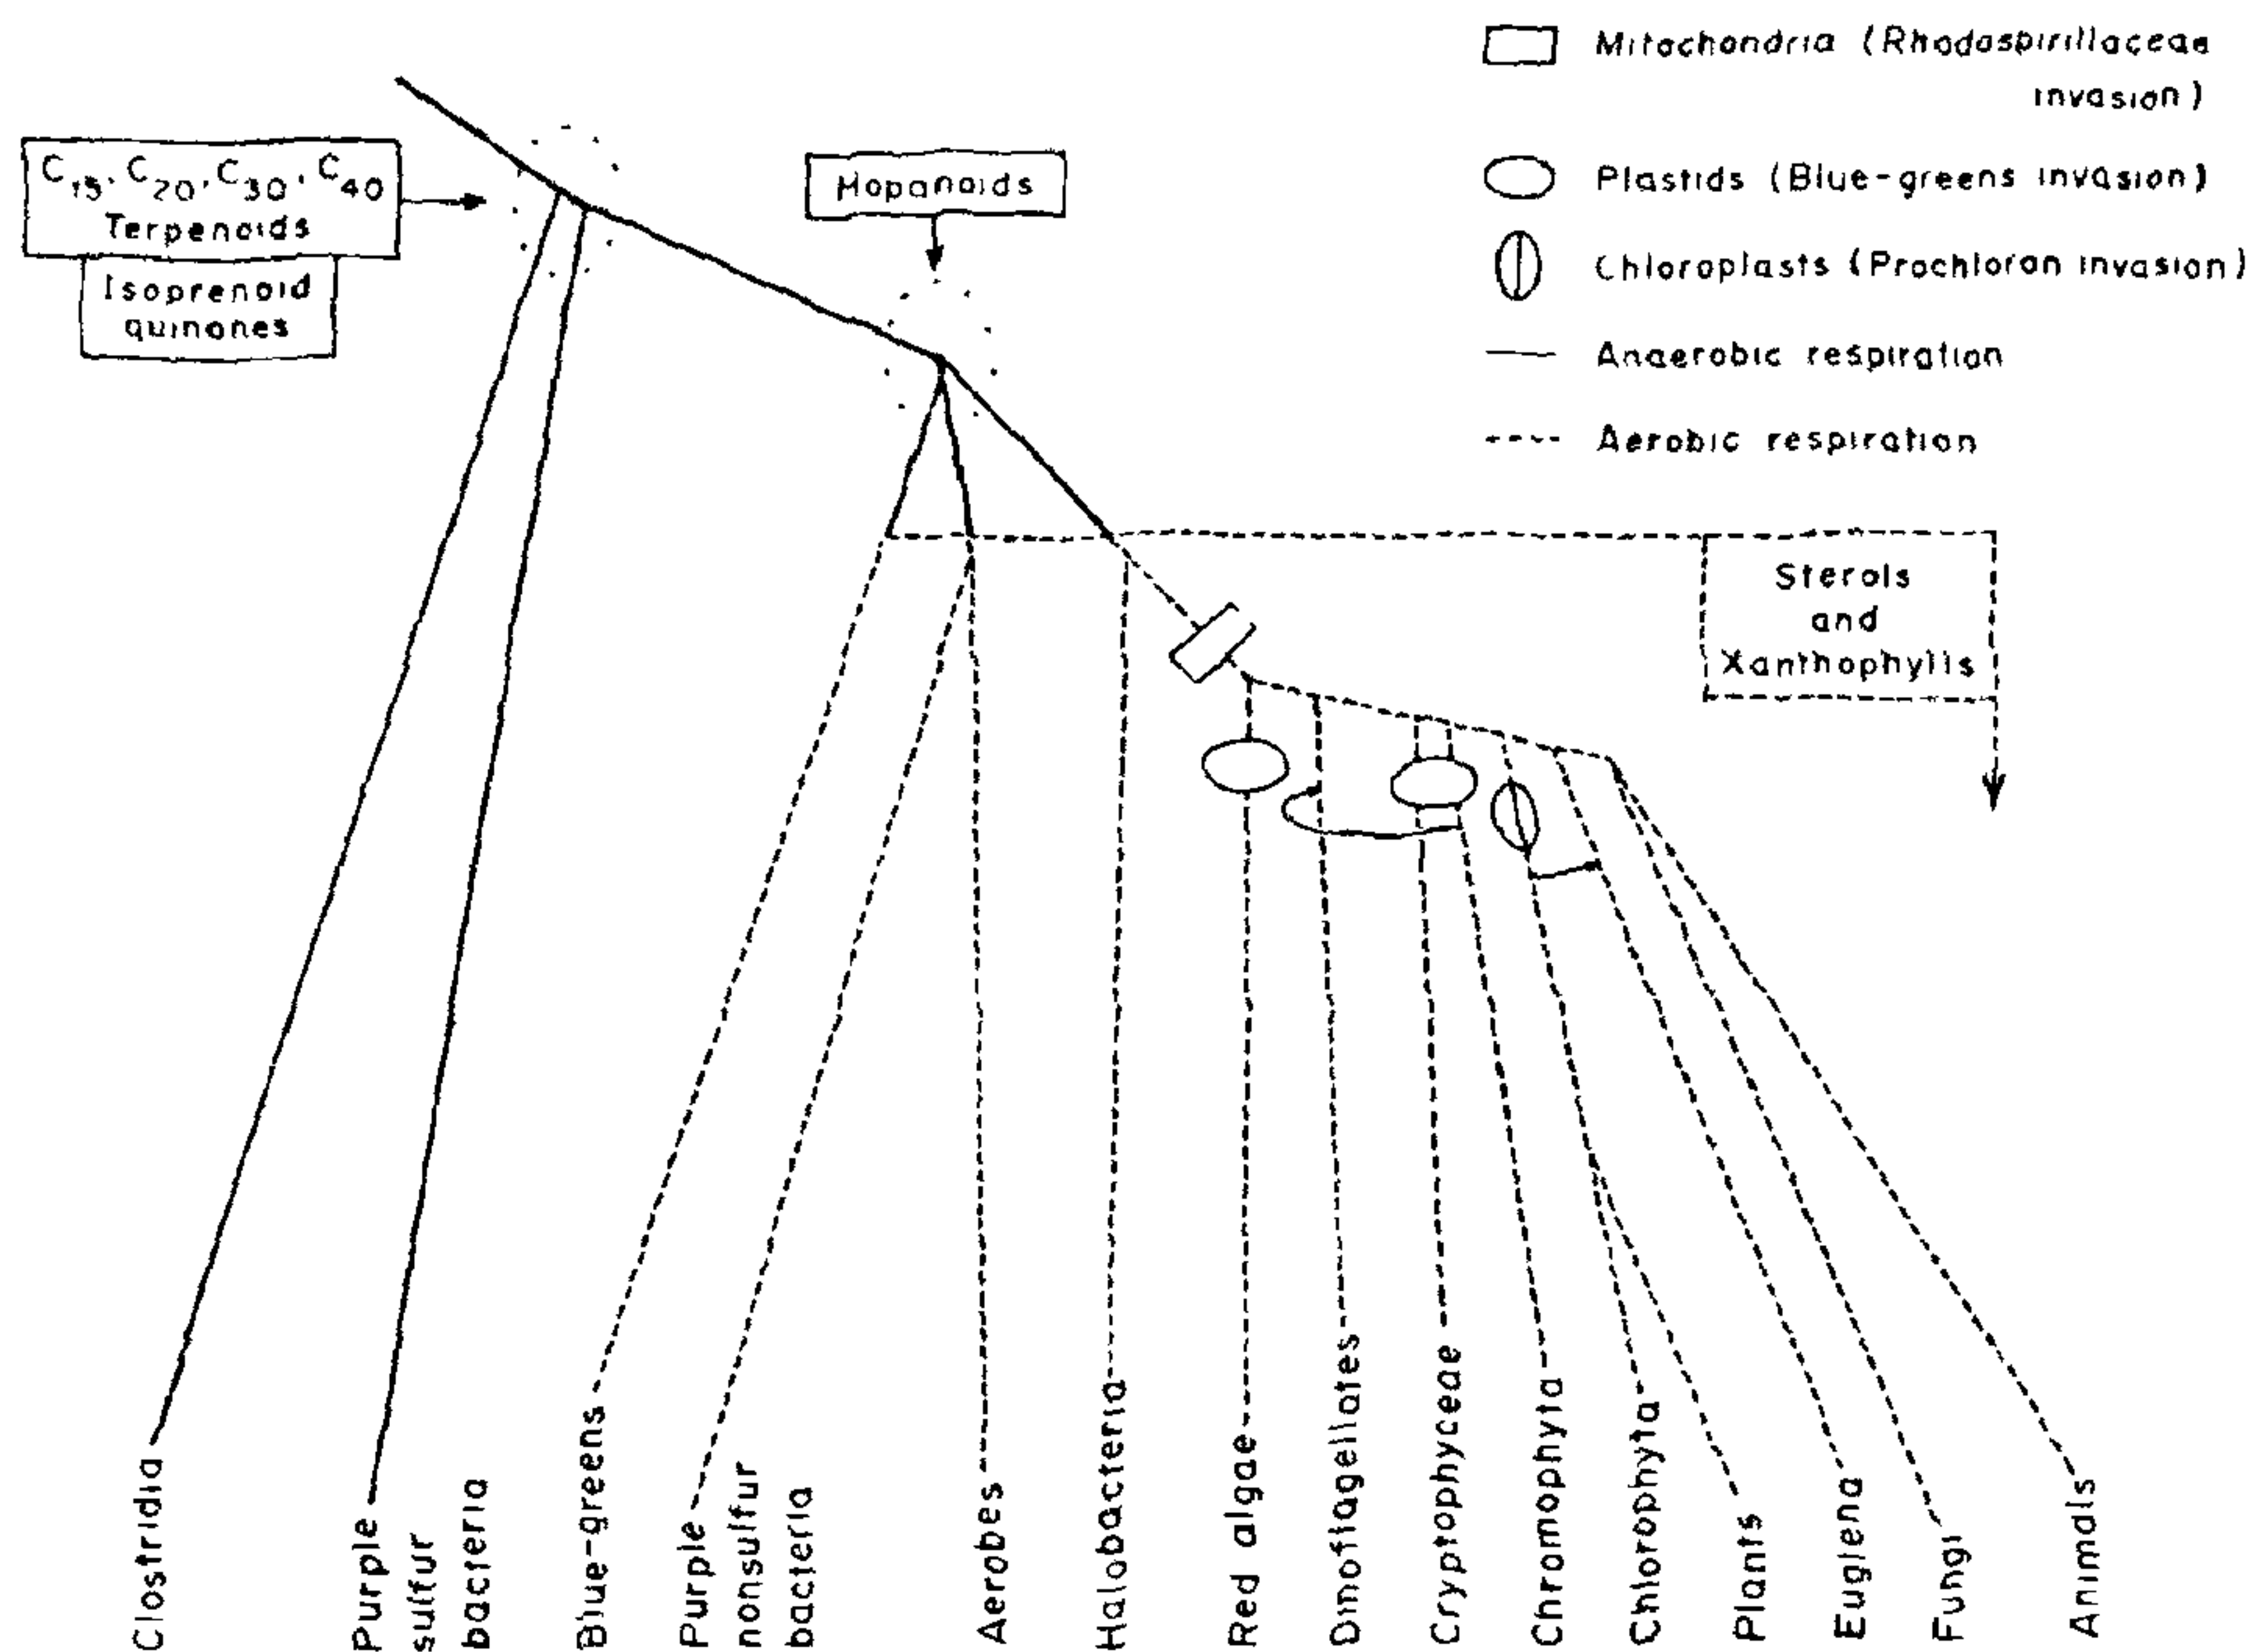 Mitochondria (Rhodospirillaceae
invasion)
Plastids (Blue-greens invasion)
Chloroplasts (Prochloron invasion)
Anaerobic respiration
Aerobic respiration
C15, C20, C30, C40
Terpenoids
Isoprenoid
quinones
Hopanoids
Sterols
and
Xanthophylls
Clostridia
Purple
sulfur
bacteria
Blue-greens
Purple
nonsulfur
bacteria
Aerobes
Halobacteria
Red algae
Dinoflagellates
Cryptophyceae
Chromophyta
Chlorophyta
Plants
Euglena
Fungi
Animals